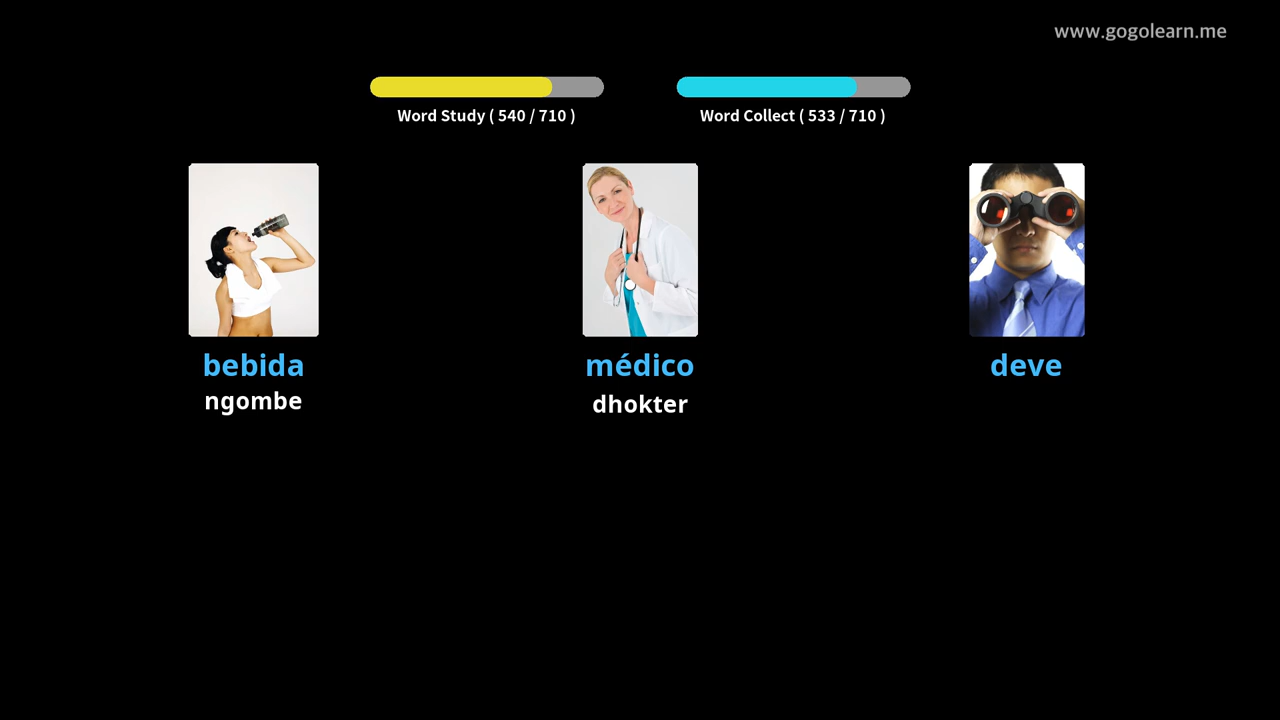 www.gogolearn.me
Word Study ( 540 / 710 )
Word Collect ( 533 / 710 )
bebida
ngombe
médico
dhokter
deve